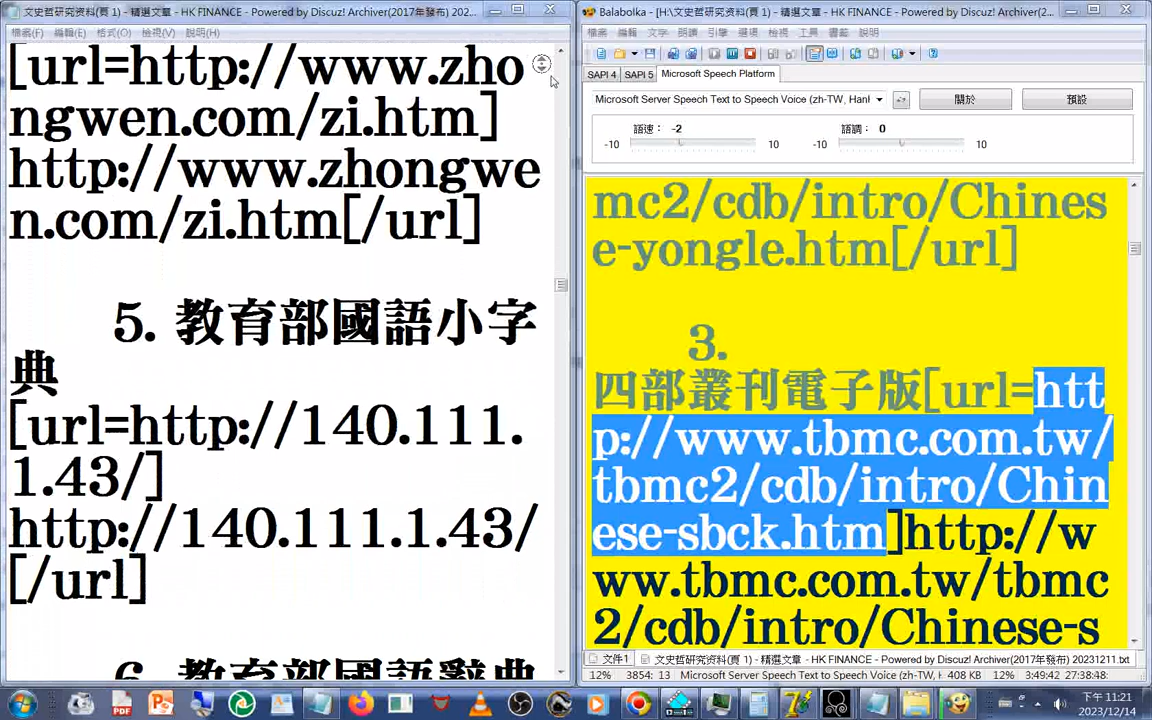 文史哲研究资料(頁 1) - 精選文章 - HK FINANCE - Powered by Discuz! Archiver(2017年發布) 202...
檔案(F) 編輯(E) 格式(O) 檢視(V) 說明(H)
[url=http://www.zho
ngwen.com/zi.htm]
http://www.zhongwe
n.com/zi.htm[/url]
5. 教育部國語小字
典
[url=http://140.111.
1.43/]
http://140.111.1.43/
[/url]
6. 教育部國語辭典
Balabolka - [H:\文史哲研究资料(頁 1) - 精選文章 - HK FINANCE - Powered by Discuz! Archiver(2...
檔案 編輯 文字 朗讀 引擎 選項 檢視 工具 書籤 說明
SAPI 4 SAPI 5 Microsoft Speech Platform
Microsoft Server Speech Text to Speech Voice (zh-TW, Hanl 關於 預設
語速： -2 語調： 0
-10 10 -10 10
mc2/cdb/intro/Chines
e-yongle.htm[/url]
3.
四部叢刊電子版[url=htt
p://www.tbmc.com.tw/
tbmc2/cdb/intro/Chin
ese-sbck.htm]http://w
ww.tbmc.com.tw/tbmc
2/cdb/intro/Chinese-s
文件1 文史哲研究资料(頁 1) - 精選文章 - HK FINANCE - Powered by Discuz! Archiver(2017年發布) 20231211.txt
12% 3854: 13 Microsoft Server Speech Text to Speech Voice (zh-TW, H 408 KB 12% 3:49:42 27:38:48
下午 11:21
2023/12/14